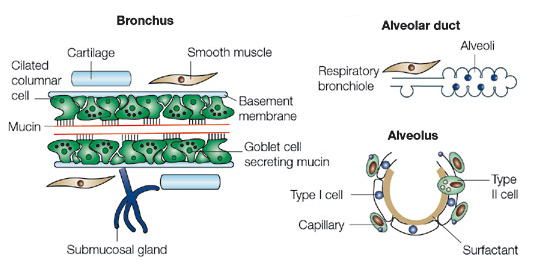 Bronchus
Cartilage
Smooth muscle
Cilated
columnar
cell
Basement
membrane
Mucin
Goblet cell
secreting mucin
Submucosal gland
Alveolar duct
Alveoli
Respiratory
bronchiole
Alveolus
Type I cell
Type
II cell
Capillary
Surfactant